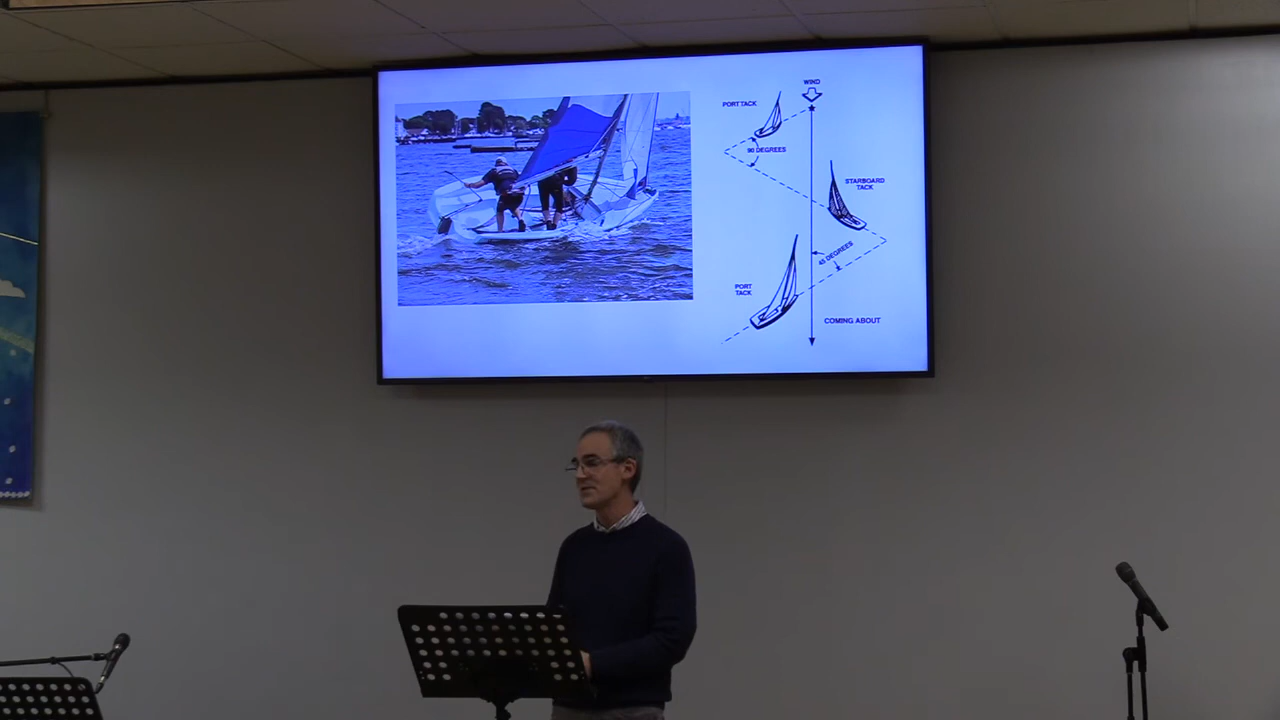 WIND
PORT TACK
90 DEGREES
STARBOARD
TACK
45 DEGREES
PORT
TACK
COMING ABOUT